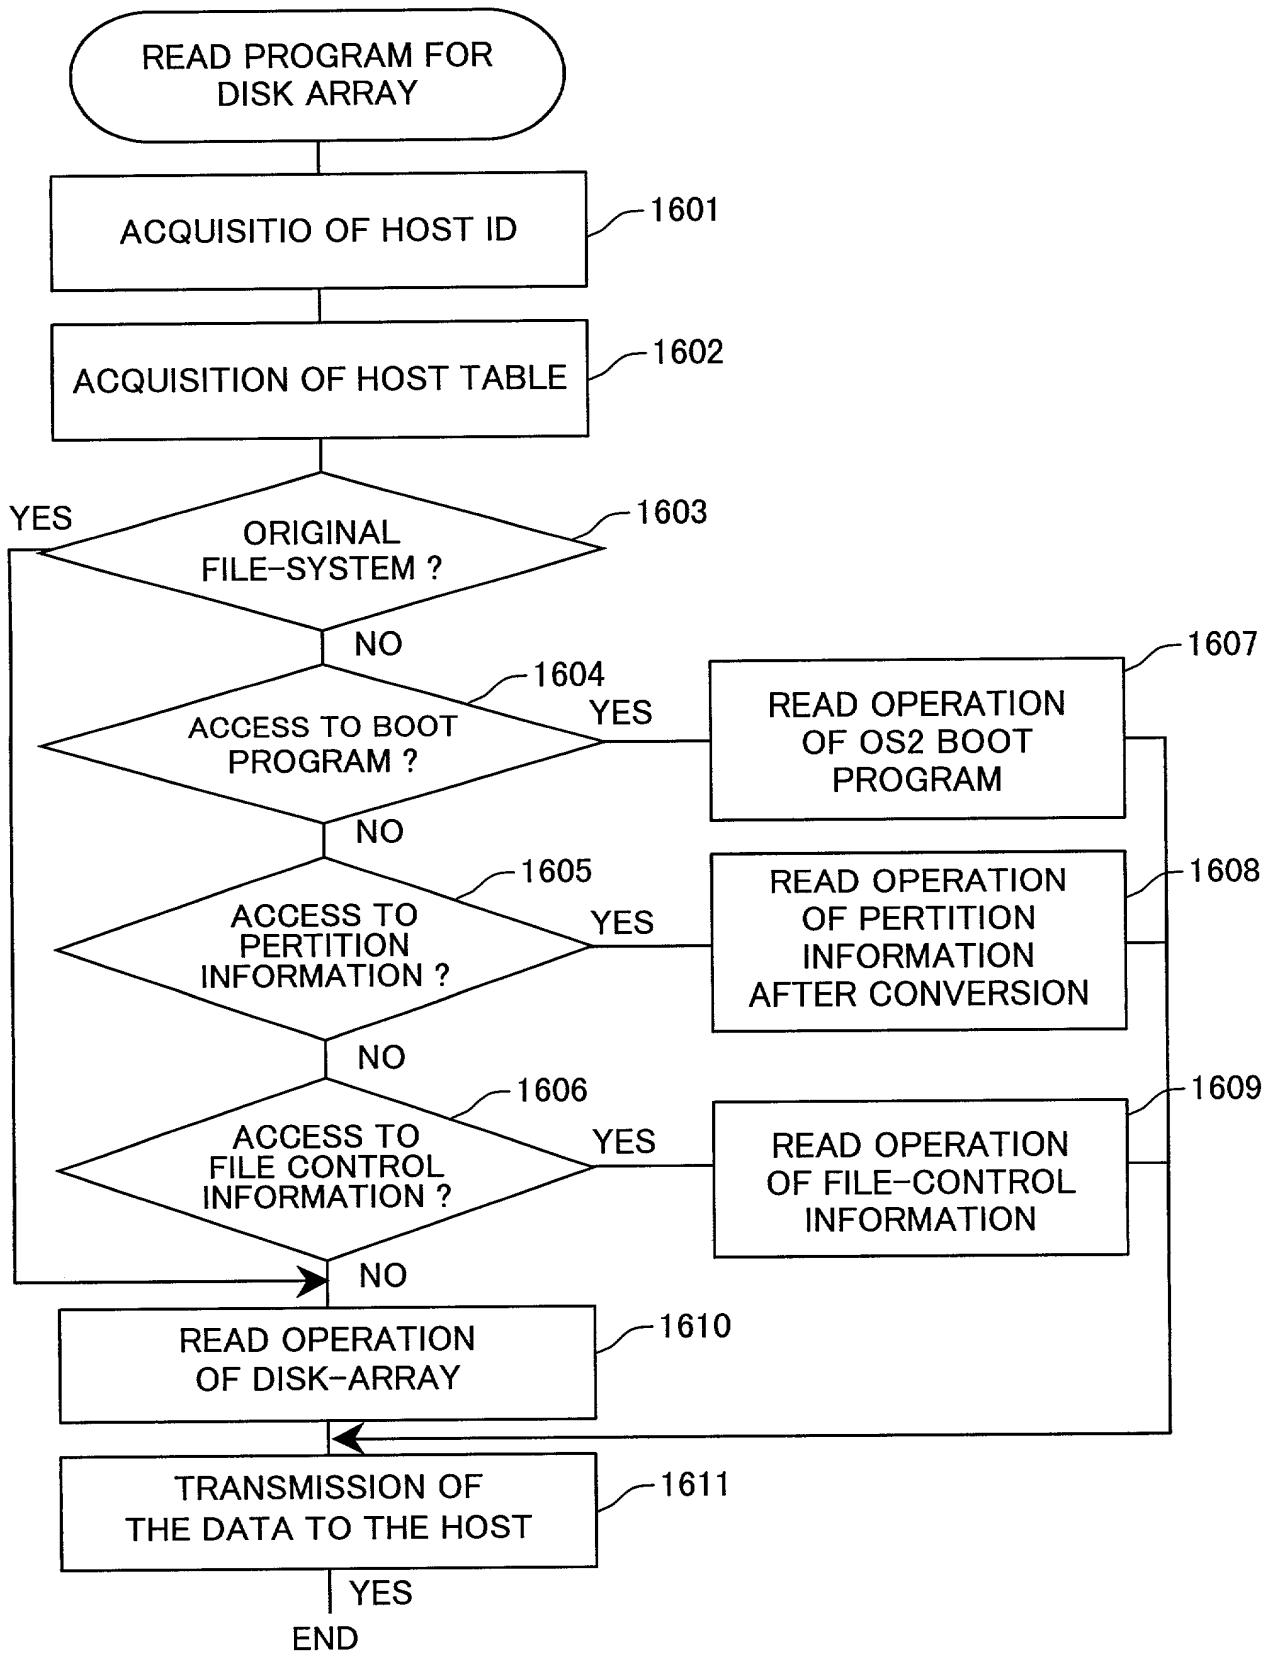 READ PROGRAM FOR
DISK ARRAY
ACQUISITIO OF HOST ID
1601
ACQUISITION OF HOST TABLE
1602
YES
ORIGINAL
FILE-SYSTEM ?
1603
NO
ACCESS TO BOOT
PROGRAM ?
1604
YES
READ OPERATION
OF OS2 BOOT
PROGRAM
1607
NO
ACCESS TO
PERTITION
INFORMATION ?
1605
YES
READ OPERATION
OF PERTITION
INFORMATION
AFTER CONVERSION
1608
NO
ACCESS TO
FILE CONTROL
INFORMATION ?
1606
YES
READ OPERATION
OF FILE-CONTROL
INFORMATION
1609
NO
READ OPERATION
OF DISK-ARRAY
1610
TRANSMISSION OF
THE DATA TO THE HOST
1611
YES
END